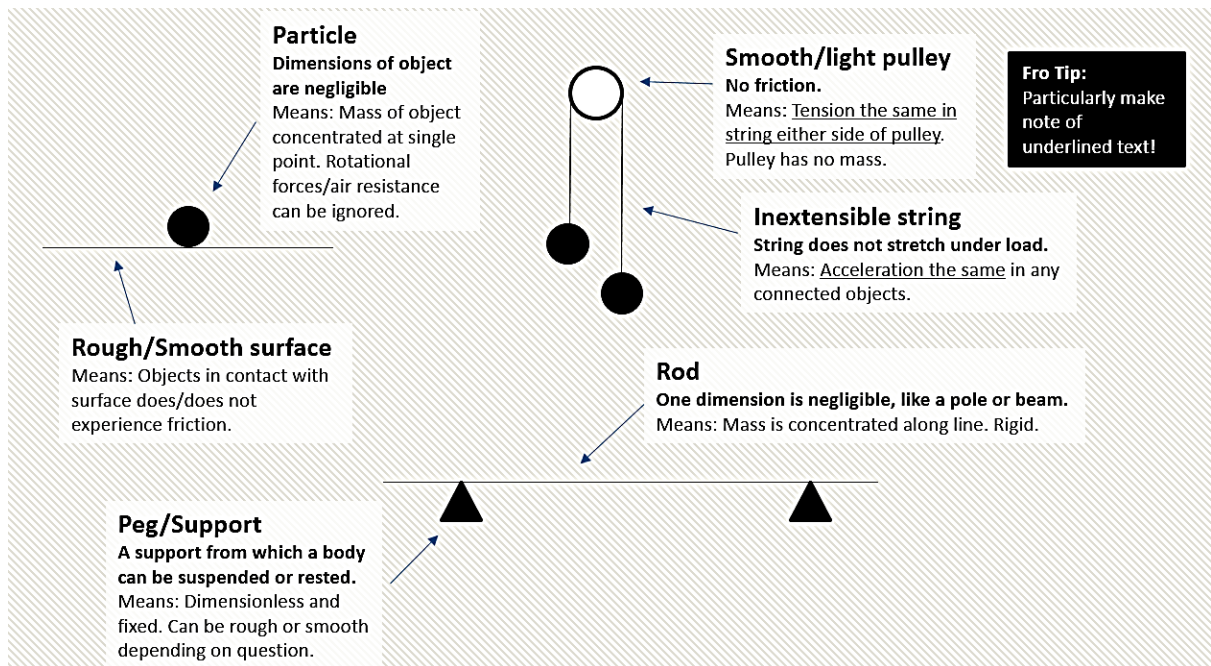 Particle
Dimensions of object
are negligible
Means: Mass of object
concentrated at single
point. Rotational
forces/air resistance
can be ignored.
Smooth/light pulley
No friction.
Means: Tension the same in
string either side of pulley.
Pulley has no mass.
Fro Tip:
Particularly make
note of
underlined text!
Inextensible string
String does not stretch under load.
Means: Acceleration the same in any
connected objects.
Rough/Smooth surface
Means: Objects in contact with
surface does/does not
experience friction.
Rod
One dimension is negligible, like a pole or beam.
Means: Mass is concentrated along line. Rigid.
Peg/Support
A support from which a body
can be suspended or rested.
Means: Dimensionless and
fixed. Can be rough or smooth
depending on question.